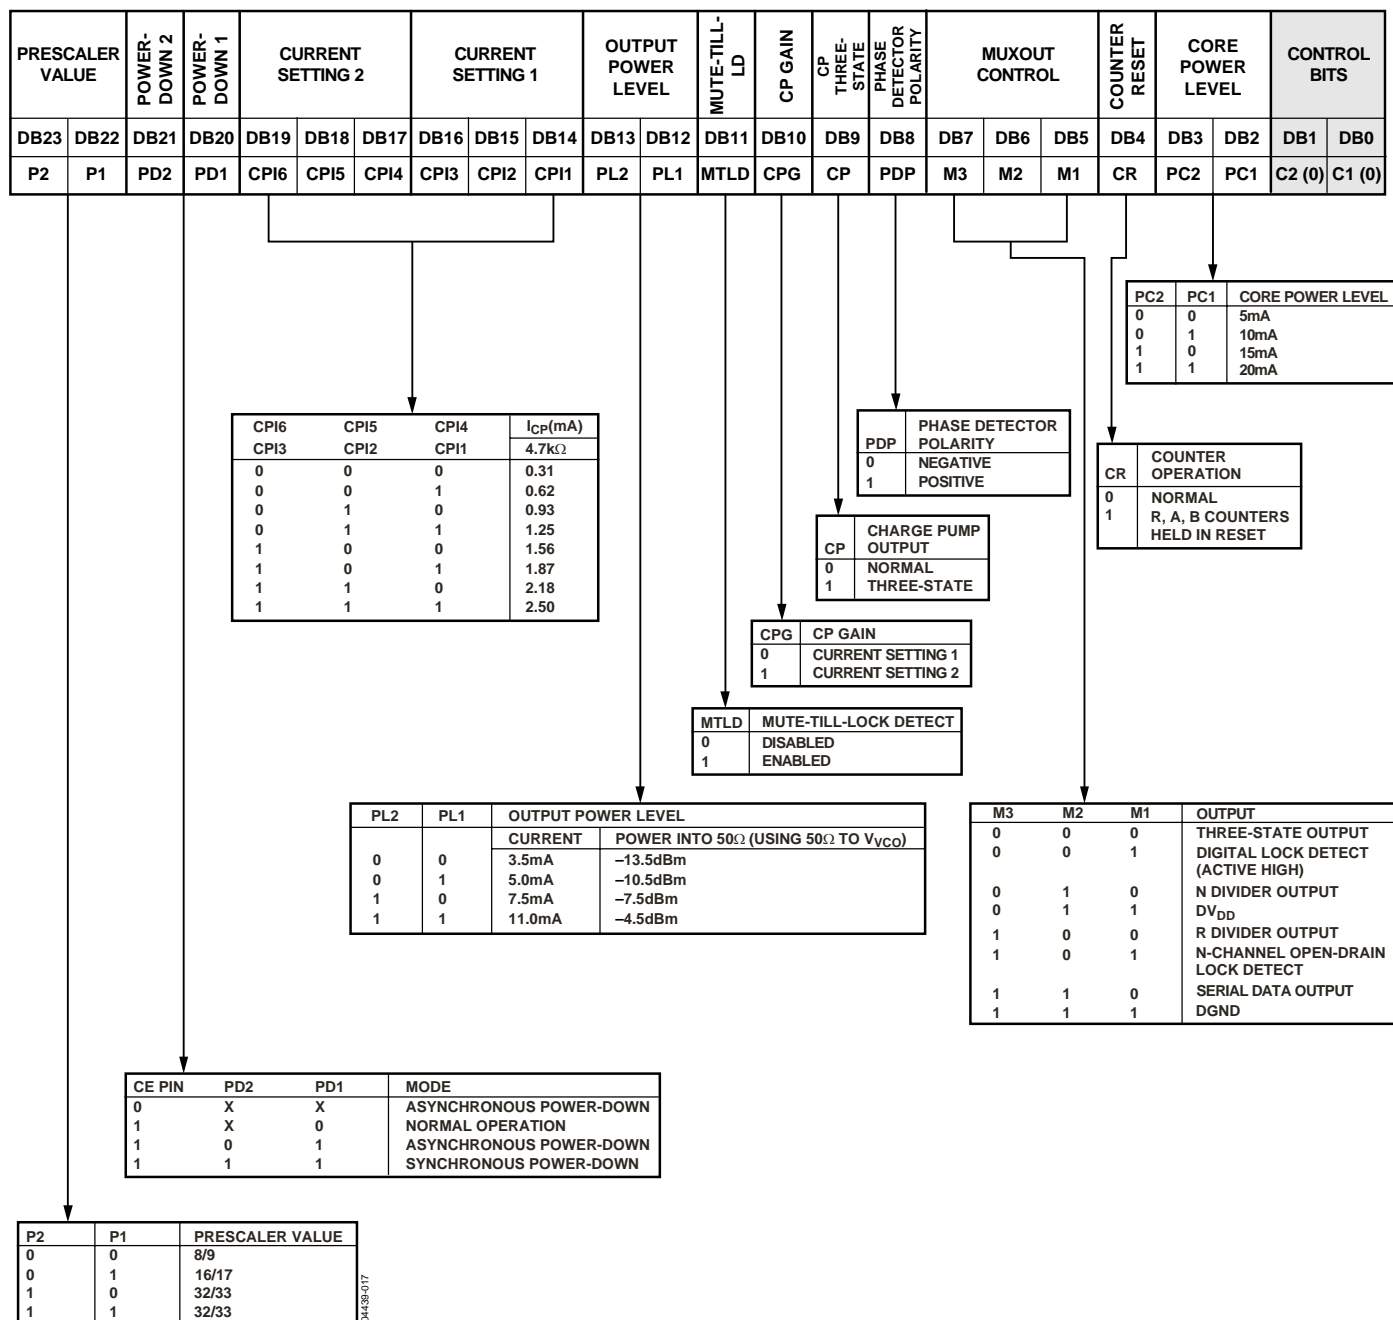 PRESCALER VALUE
POWER-DOWN 2
POWER-DOWN 1
CURRENT SETTING 2
CURRENT SETTING 1
OUTPUT POWER LEVEL
MUTE-TILL-LD
CP GAIN
CP THREE-STATE
PHASE DETECTOR POLARITY
MUXOUT CONTROL
COUNTER RESET
CORE POWER LEVEL
CONTROL BITS
DB23 DB22 DB21 DB20 DB19 DB18 DB17 DB16 DB15 DB14 DB13 DB12 DB11 DB10 DB9 DB8 DB7 DB6 DB5 DB4 DB3 DB2 DB1 DB0
P2 P1 PD2 PD1 CPI6 CPI5 CPI4 CPI3 CPI2 CPI1 PL2 PL1 MTLD CPG CP PDP M3 M2 M1 CR PC2 PC1 C2 (0) C1 (0)
PC2 PC1 CORE POWER LEVEL
0 0 5mA
0 1 10mA
1 0 15mA
1 1 20mA
CPI6 CPI5 CPI4 ICP(mA)
CPI3 CPI2 CPI1 4.7kΩ
0 0 0 0.31
0 0 1 0.62
0 1 0 0.93
0 1 1 1.25
1 0 0 1.56
1 0 1 1.87
1 1 0 2.18
1 1 1 2.50
PDP PHASE DETECTOR POLARITY
0 NEGATIVE
1 POSITIVE
CR COUNTER OPERATION
0 NORMAL
1 R, A, B COUNTERS
HELD IN RESET
CP CHARGE PUMP OUTPUT
0 NORMAL
1 THREE-STATE
CPG CP GAIN
0 CURRENT SETTING 1
1 CURRENT SETTING 2
MTLD MUTE-TILL-LOCK DETECT
0 DISABLED
1 ENABLED
PL2 PL1 OUTPUT POWER LEVEL
CURRENT POWER INTO 50Ω (USING 50Ω TO VVCO)
0 0 3.5mA –13.5dBm
0 1 5.0mA –10.5dBm
1 0 7.5mA –7.5dBm
1 1 11.0mA –4.5dBm
M3 M2 M1 OUTPUT
0 0 0 THREE-STATE OUTPUT
0 0 1 DIGITAL LOCK DETECT
(ACTIVE HIGH)
0 1 0 N DIVIDER OUTPUT
0 1 1 DVDD
1 0 0 R DIVIDER OUTPUT
1 0 1 N-CHANNEL OPEN-DRAIN
LOCK DETECT
1 1 0 SERIAL DATA OUTPUT
1 1 1 DGND
CE PIN PD2 PD1 MODE
0 X X ASYNCHRONOUS POWER-DOWN
1 X 0 NORMAL OPERATION
1 0 1 ASYNCHRONOUS POWER-DOWN
1 1 1 SYNCHRONOUS POWER-DOWN
P2 P1 PRESCALER VALUE
0 0 8/9
0 1 16/17
1 0 32/33
1 1 32/33
04439-017